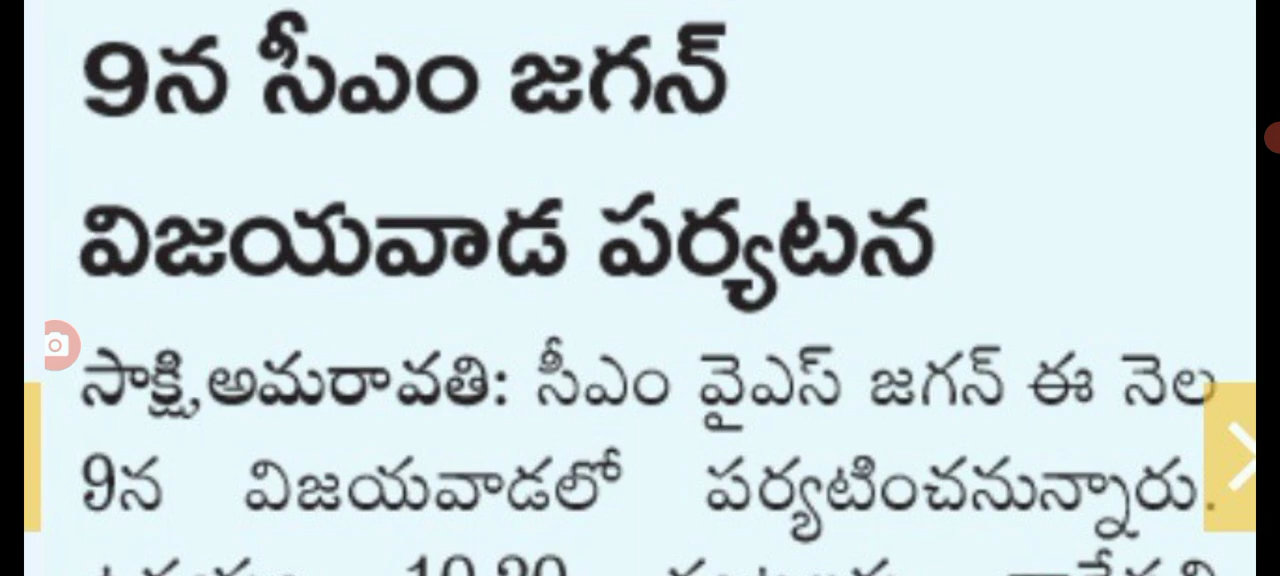 9న సీఎం జగన్
విజయవాడ పర్యటన
సాక్షి,అమరావతి: సీఎం వైఎస్ జగన్ ఈ నెల
9న విజయవాడలో పర్యటించనున్నారు.